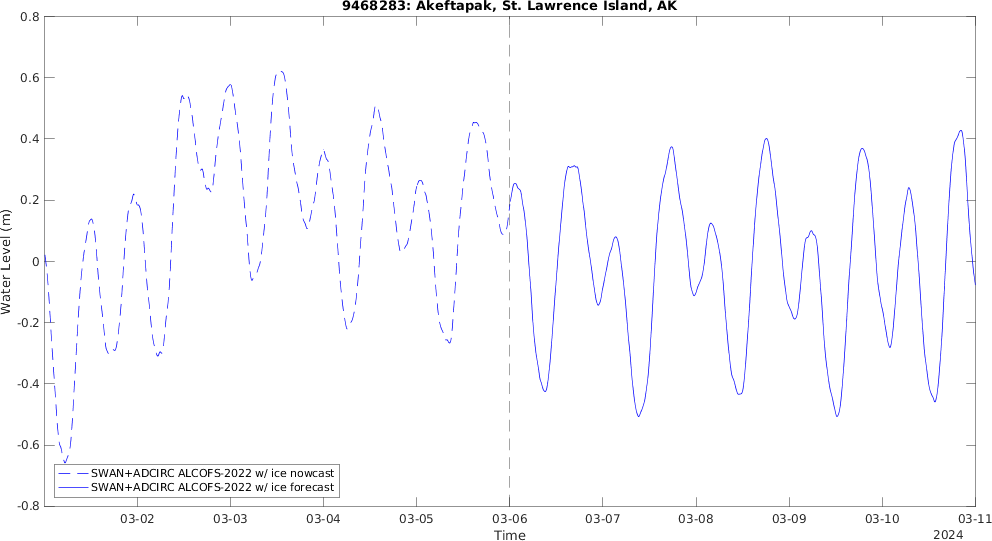 9468283: Akeftapak, St. Lawrence Island, AK
0.8
0.6
0.4
0.2
0
-0.2
-0.4
-0.6
-0.8
Water Level (m)
SWAN+ADCIRC ALCOFS-2022 w/ ice nowcast
SWAN+ADCIRC ALCOFS-2022 w/ ice forecast
03-02 03-03 03-04 03-05 03-06 03-07 03-08 03-09 03-10 03-11
Time
2024